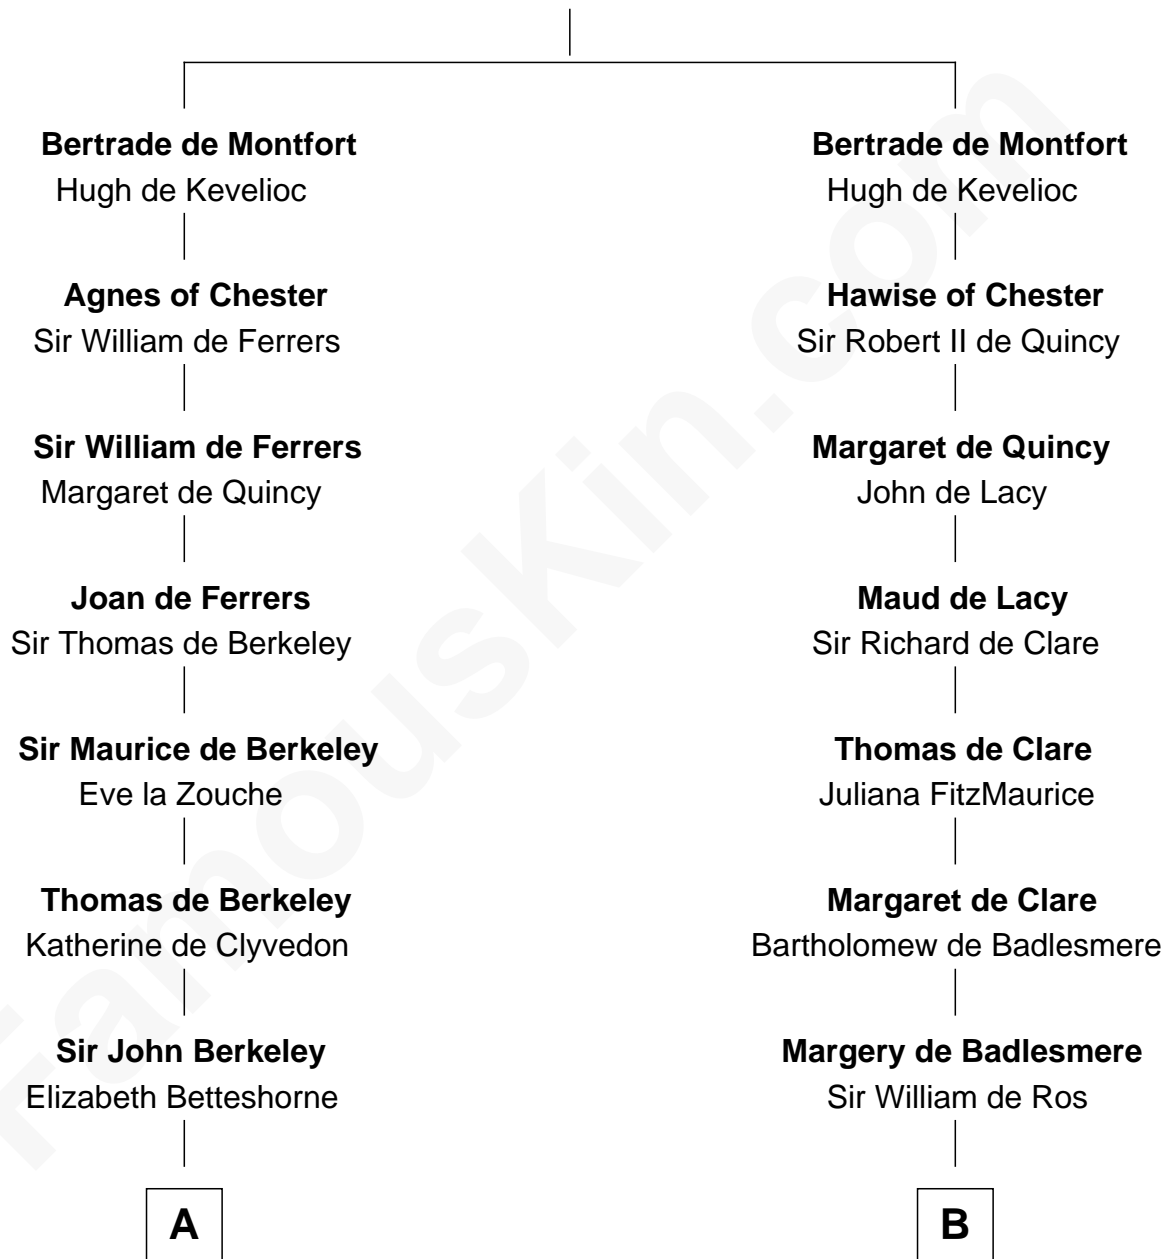 Bertrade de Montfort
Hugh de Kevelioc
Agnes of Chester
Sir William de Ferrers
Sir William de Ferrers
Margaret de Quincy
Joan de Ferrers
Sir Thomas de Berkeley
Sir Maurice de Berkeley
Eve la Zouche
Thomas de Berkeley
Katherine de Clyvedon
Sir John Berkeley
Elizabeth Betteshorne
A
Bertrade de Montfort
Hugh de Kevelioc
Hawise of Chester
Sir Robert II de Quincy
Margaret de Quincy
John de Lacy
Maud de Lacy
Sir Richard de Clare
Thomas de Clare
Juliana FitzMaurice
Margaret de Clare
Bartholomew de Badlesmere
Margery de Badlesmere
Sir William de Ros
B
FamousKin.com